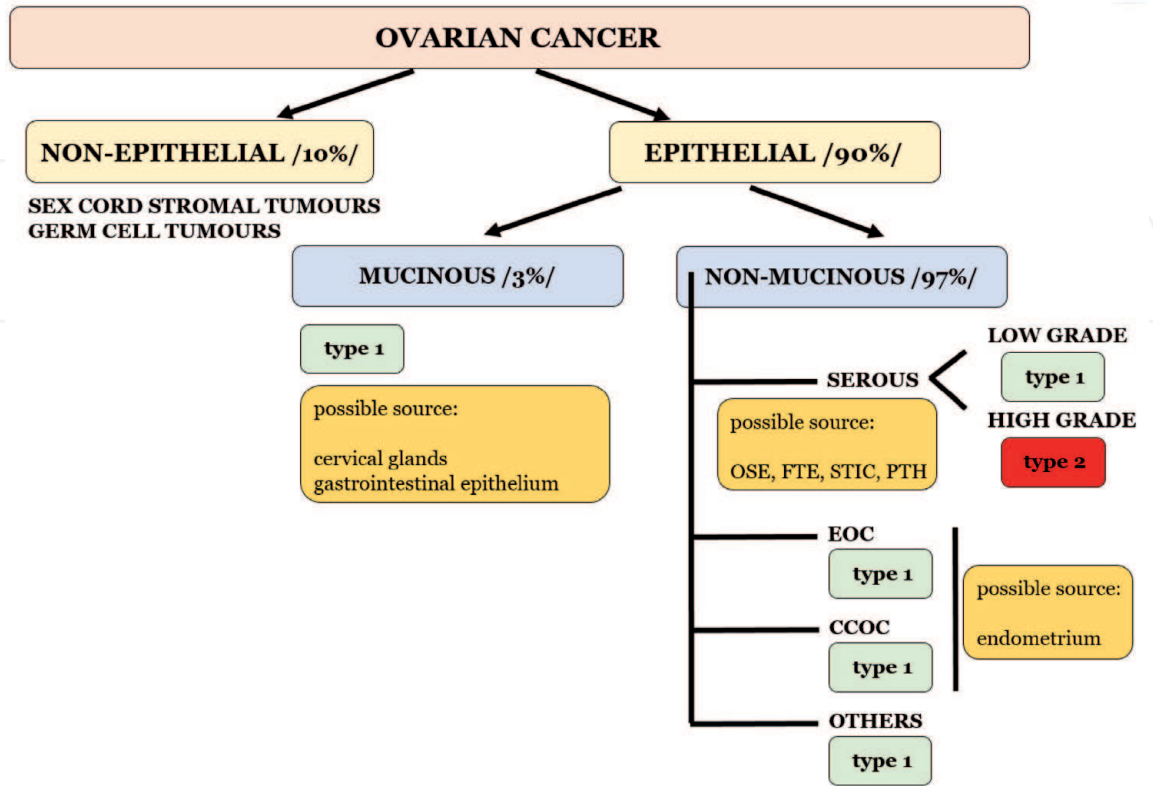 OVARIAN CANCER
NON-EPITHELIAL /10%/
SEX CORD STROMAL TUMOURS
GERM CELL TUMOURS
EPITHELIAL /90%/
MUCINOUS /3%/
type 1
possible source:
cervical glands
gastrointestinal epithelium
NON-MUCINOUS /97%/
SEROUS
possible source:
OSE, FTE, STIC, PTH
LOW GRADE
type 1
HIGH GRADE
type 2
EOC
type 1
CCOC
type 1
possible source:
endometrium
OTHERS
type 1